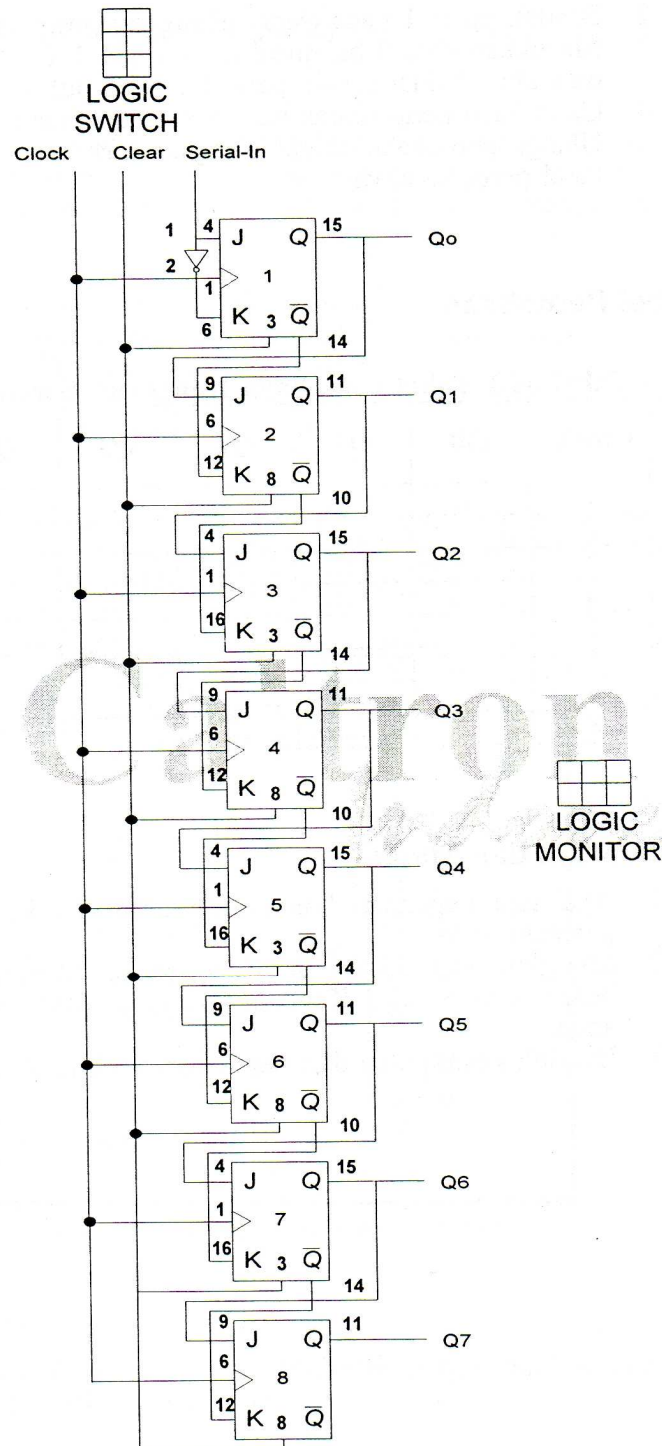 LOGIC
SWITCH
Clock Clear Serial-In
1 4 J Q 15 Qo
2 1 1
6 K 3 Q̅ 14
9 J Q 11 Q1
6 2
12 K 8 Q̅ 10
4 J Q 15 Q2
1 3
16 K 3 Q̅ 14
9 J Q 11 Q3
6 4
12 K 8 Q̅ 10
4 J Q 15 Q4
1 5
16 K 3 Q̅ 14
9 J Q 11 Q5
6 6
12 K 8 Q̅ 10
4 J Q 15 Q6
1 7
16 K 3 Q̅ 14
9 J Q 11 Q7
6 8
12 K 8 Q̅
LOGIC
MONITOR